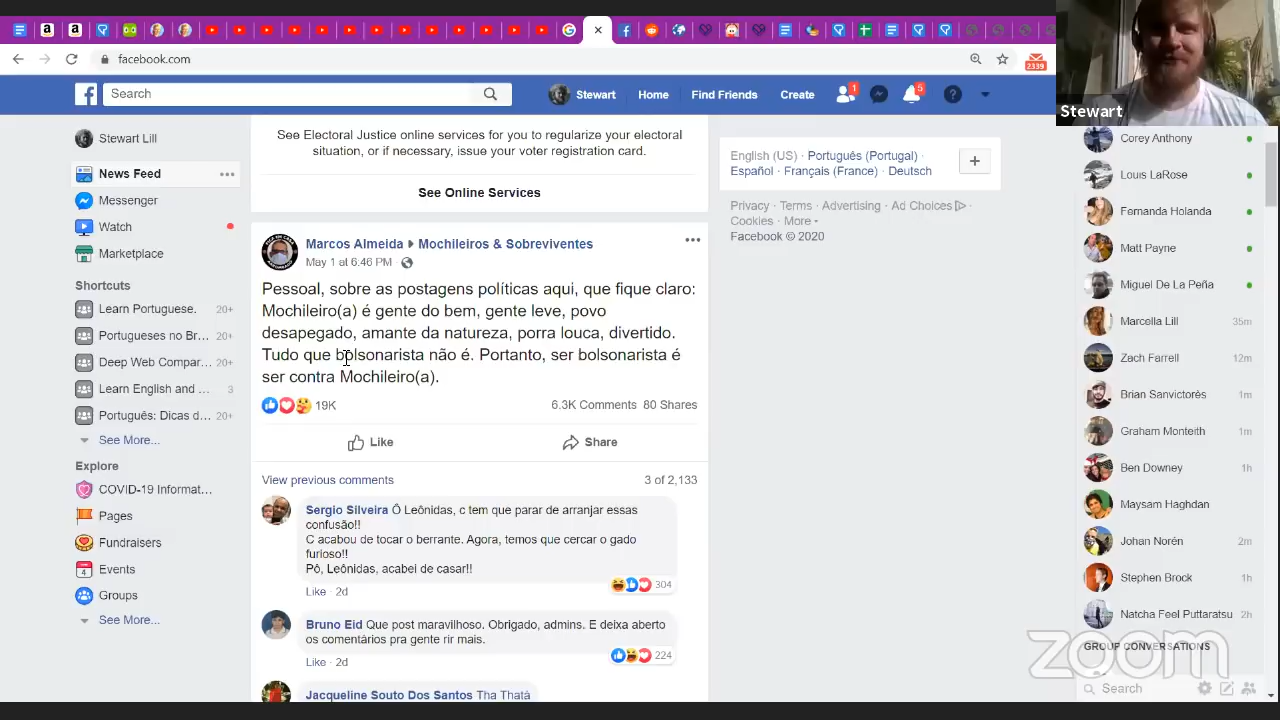 facebook.com
2339
Stewart
Search
Stewart
Home
Find Friends
Create
1
5
Stewart Lill
News Feed
Messenger
Watch
Marketplace
Shortcuts
Learn Portuguese. 20+
Portugueses no Br... 20+
Deep Web Compar... 20+
Learn English and ... 3
Português: Dicas d... 20+
See More...
Explore
COVID-19 Informat...
Pages
Fundraisers
Events
4
Groups
See More...
See Electoral Justice online services for you to regularize your electoral
situation, or if necessary, issue your voter registration card.
See Online Services
Marcos Almeida ▸ Mochileiros & Sobreviventes
May 1 at 6:46 PM ·
Pessoal, sobre as postagens políticas aqui, que fique claro:
Mochileiro(a) é gente do bem, gente leve, povo
desapegado, amante da natureza, porra louca, divertido.
Tudo que bolsonarista não é. Portanto, ser bolsonarista é
ser contra Mochileiro(a).
19K
6.3K Comments 80 Shares
Like
Share
View previous comments
3 of 2,133
Sergio Silveira Ô Leônidas, c tem que parar de arranjar essas
confusão!!
C acabou de tocar o berrante. Agora, temos que cercar o gado
furioso!!
Pô, Leônidas, acabei de casar!!
304
Like · 2d
Bruno Eid Que post maravilhoso. Obrigado, admins. E deixa aberto
os comentários pra gente rir mais.
224
Like · 2d
Jacqueline Souto Dos Santos Tha Thatá
English (US) · Português (Portugal) ·
Español · Français (France) · Deutsch
Privacy · Terms · Advertising · Ad Choices ·
Cookies · More
Facebook © 2020
Corey Anthony
Louis LaRose
Fernanda Holanda
Matt Payne
Miguel De La Peña
Marcella Lill 35m
Zach Farrell 12m
Brian Sanvictorés 1m
Graham Monteith 1m
Ben Downey 1h
Maysam Haghdan
Johan Norén 2m
Stephen Brock 1h
Natcha Feel Puttaratsu 2h
GROUP CONVERSATIONS
zoom
Search